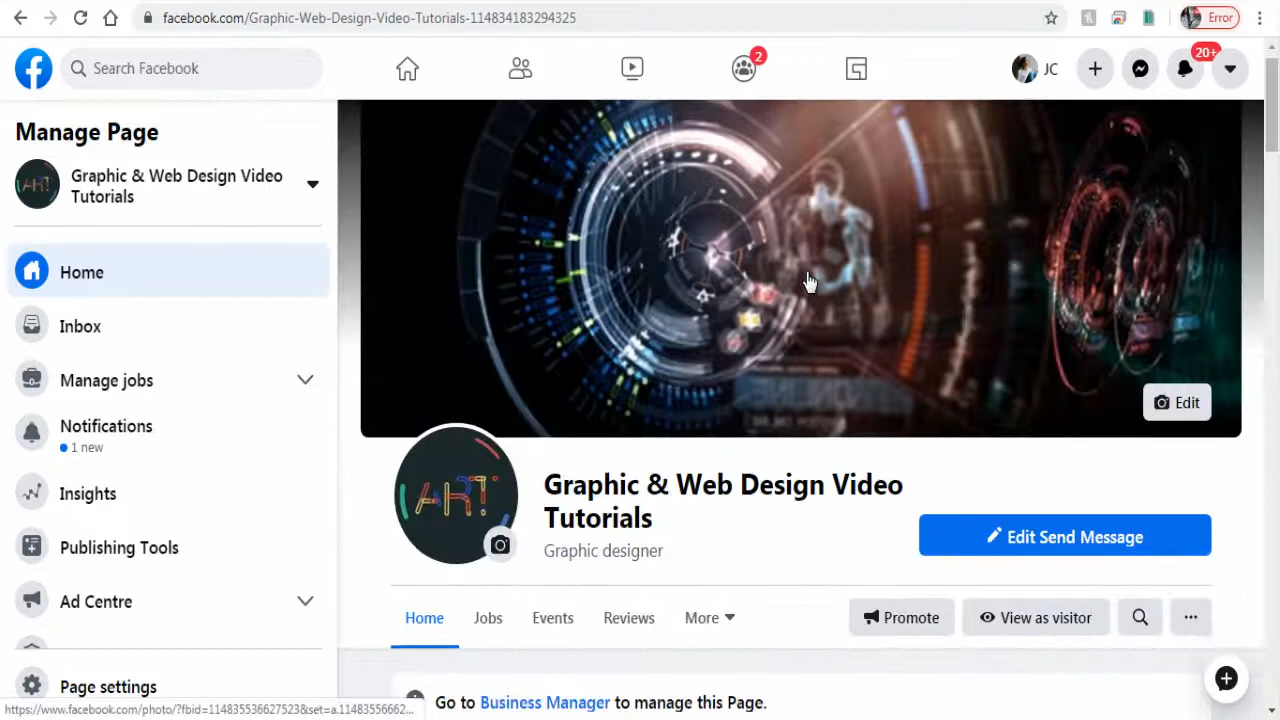 facebook.com/Graphic-Web-Design-Video-Tutorials-114834183294325
Error
Search Facebook
2
JC
20+
Manage Page
Graphic & Web Design Video
Tutorials
Home
Inbox
Manage jobs
Notifications
1 new
Insights
Publishing Tools
Ad Centre
Page settings
Edit
ART
Graphic & Web Design Video
Tutorials
Graphic designer
Edit Send Message
Home Jobs Events Reviews More
Promote View as visitor ...
Go to Business Manager to manage this Page.
https://www.facebook.com/photo/?fbid=114835536627523&set=a.11483556662...